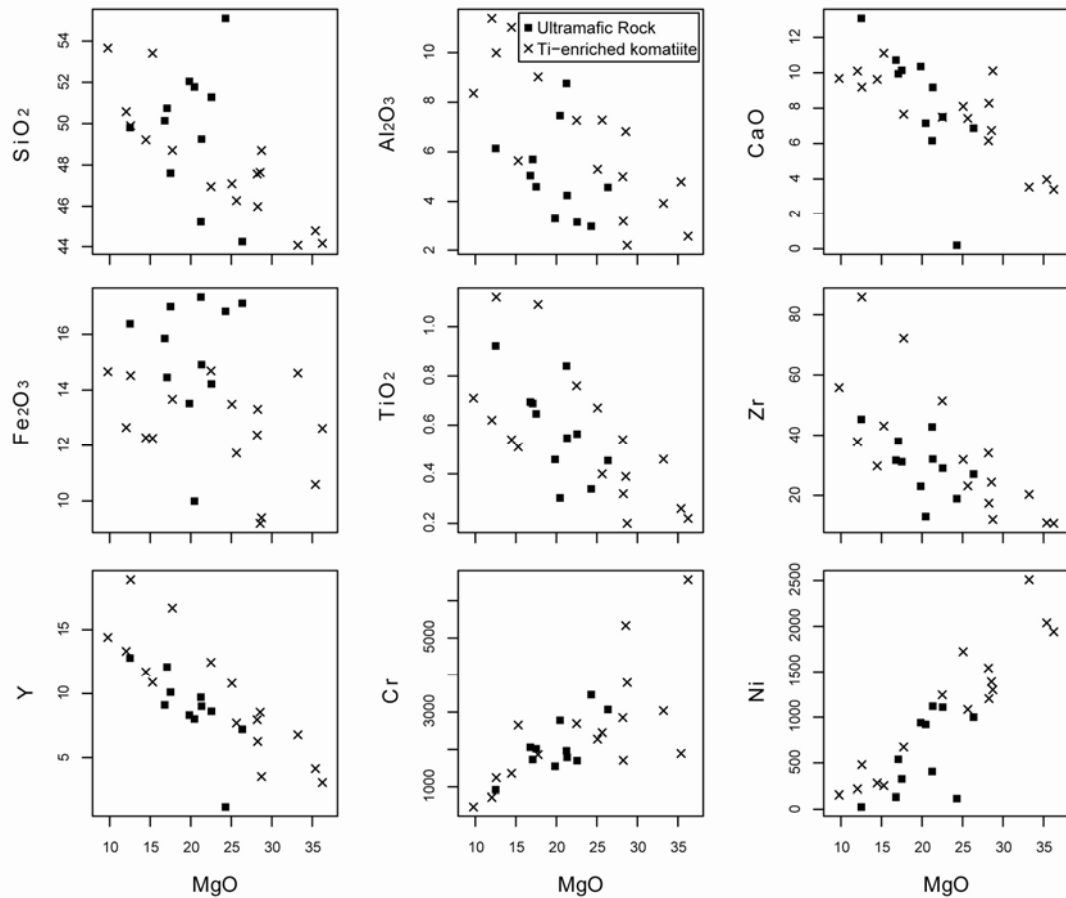 SiO2
44 46 48 50 52 54
Al2O3
2 4 6 8 10
Ultramafic Rock
Ti−enriched komatiite
CaO
0 2 4 6 8 10 12
Fe2O3
10 12 14 16
TiO2
0.2 0.4 0.6 0.8 1.0
Zr
20 40 60 80
Y
5 10 15
10 15 20 25 30 35
MgO
Cr
1000 3000 5000
10 15 20 25 30 35
MgO
Ni
0 500 1000 1500 2000 2500
10 15 20 25 30 35
MgO